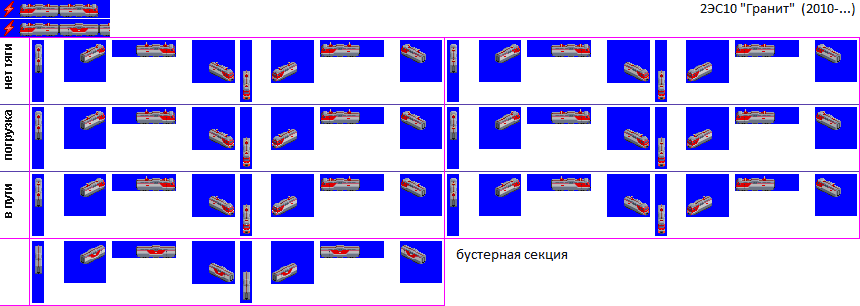 2ЭС10 "Гранит" (2010-...)
нет тяги
погрузка
в пути
бустерная секция